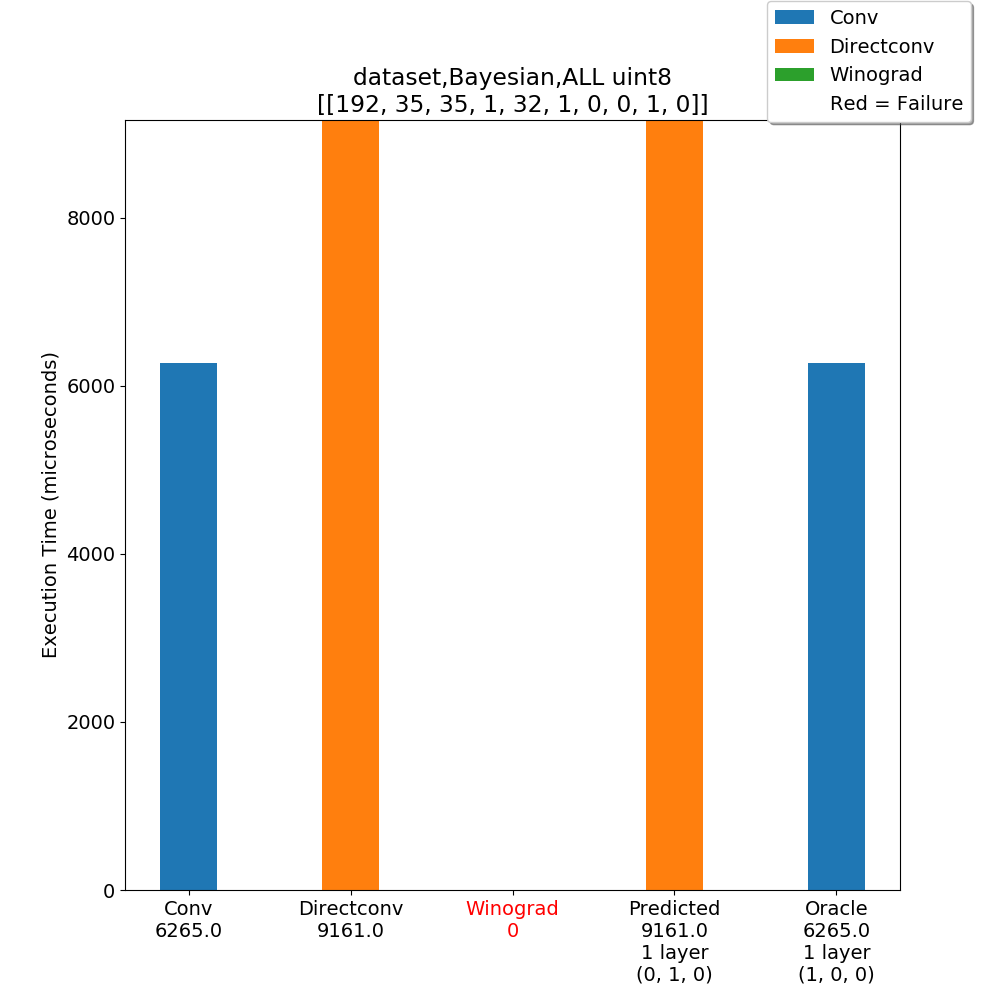 Conv
Directconv
Winograd
Red = Failure
dataset,Bayesian,ALL uint8
[[192, 35, 35, 1, 32, 1, 0, 0, 1, 0]]
Execution Time (microseconds)
8000
6000
4000
2000
0
Conv
6265.0
Directconv
9161.0
Winograd
0
Predicted
9161.0
1 layer
(0, 1, 0)
Oracle
6265.0
1 layer
(1, 0, 0)